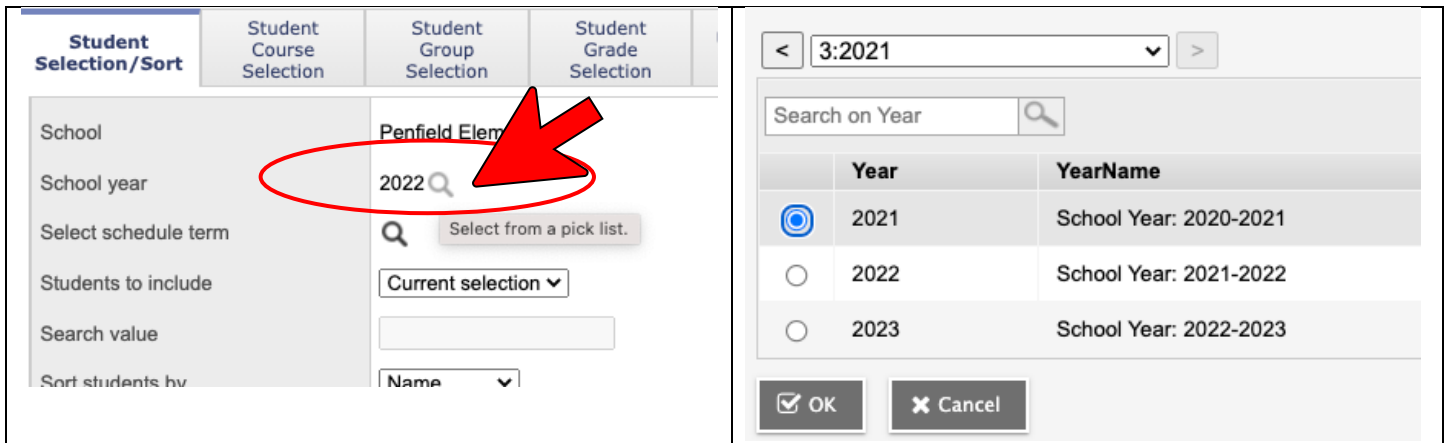 Student Selection/Sort
Student Course Selection
Student Group Selection
Student Grade Selection
School Penfield Elem
School year 2022
Select schedule term
Select from a pick list.
Students to include Current selection
Search value
Sort students by Name
< 3:2021 >
Search on Year
Year YearName
2021 School Year: 2020-2021
2022 School Year: 2021-2022
2023 School Year: 2022-2023
OK Cancel